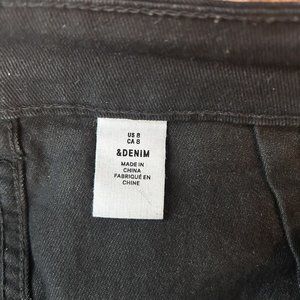 US 8
CA 8
&DENIM
MADE IN
CHINA
FABRIQUÉ EN
CHINE